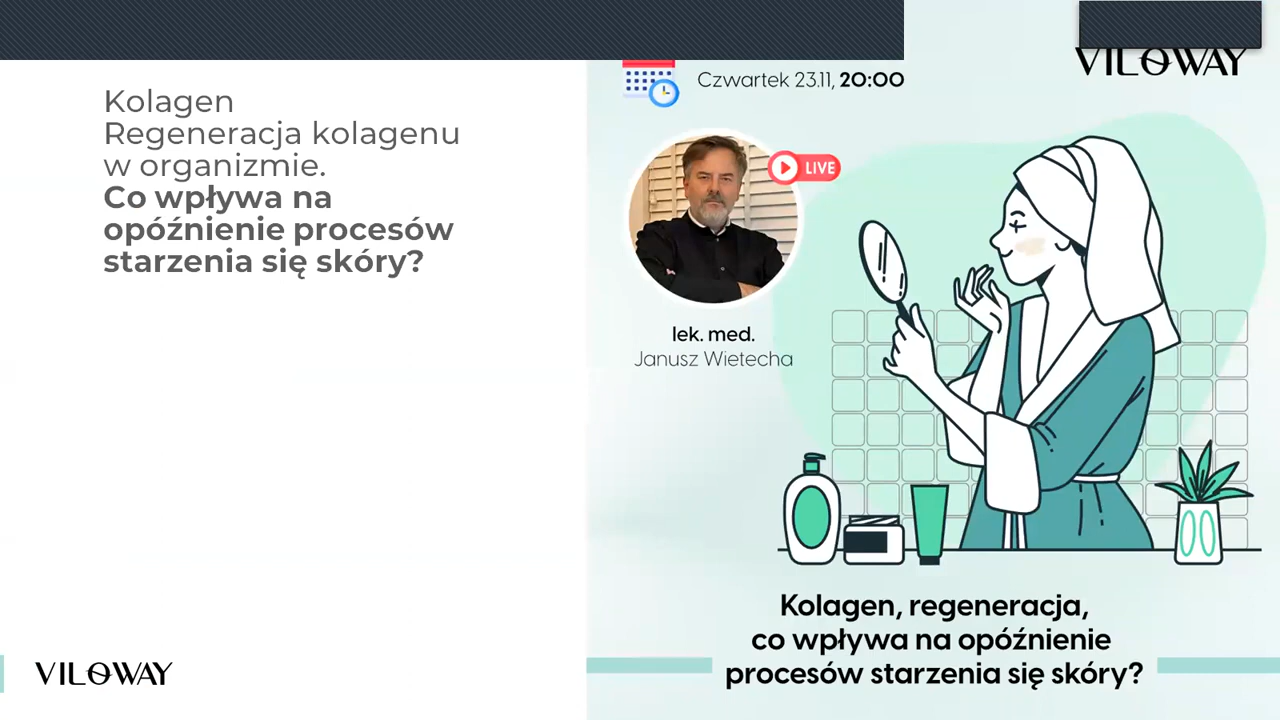 Kolagen
Regeneracja kolagenu
w organizmie.
Co wpływa na
opóźnienie procesów
starzenia się skóry?
VILOWAY
Czwartek 23.11, 20:00
VILOWAY
LIVE
lek. med.
Janusz Wietecha
Kolagen, regeneracja,
co wpływa na opóźnienie
procesów starzenia się skóry?